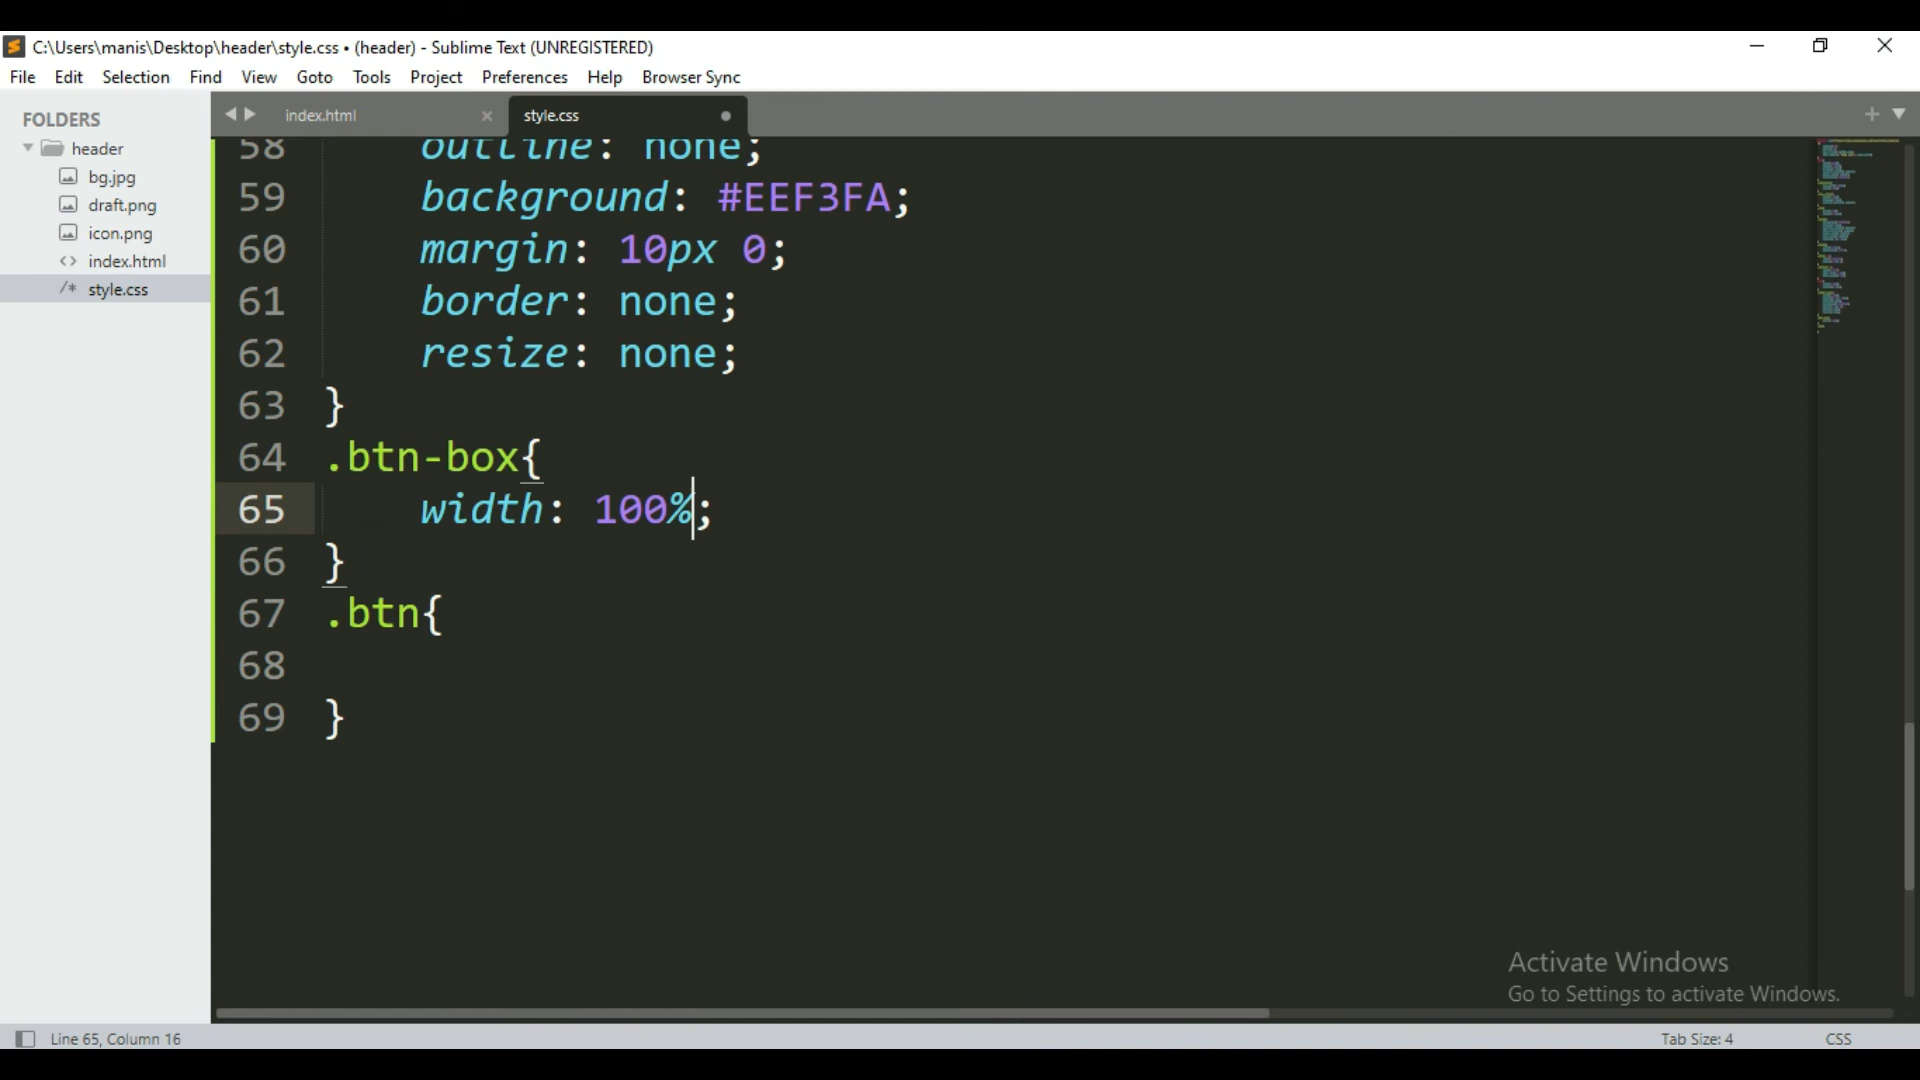 C:\Users\manis\Desktop\header\style.css • (header) - Sublime Text (UNREGISTERED)
File Edit Selection Find View Goto Tools Project Preferences Help Browser Sync
FOLDERS
header
bg.jpg
draft.png
icon.png
<> index.html
/* style.css
index.html
style.css
58 outline: none;
59 background: #EEF3FA;
60 margin: 10px 0;
61 border: none;
62 resize: none;
63 }
64 .btn-box{
65 width: 100%;
66 }
67 .btn{
68
69 }
Activate Windows
Go to Settings to activate Windows.
Line 65, Column 16
Tab Size: 4
CSS